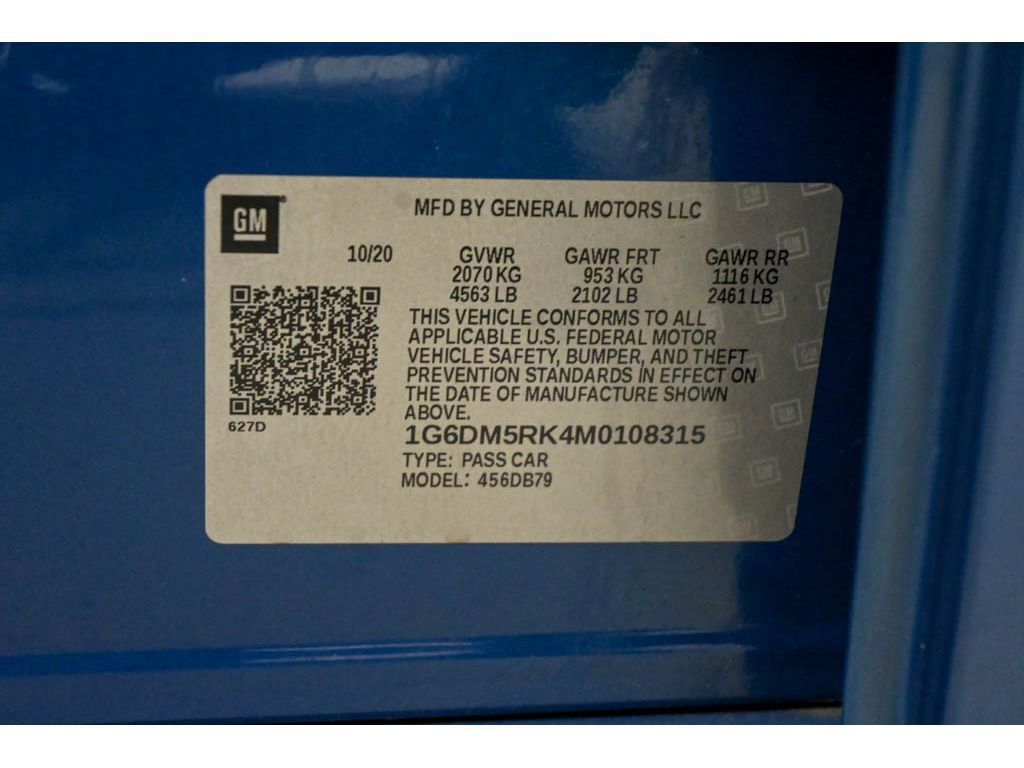 GM
MFD BY GENERAL MOTORS LLC
10/20 GVWR GAWR FRT GAWR RR
2070 KG 953 KG 1116 KG
4563 LB 2102 LB 2461 LB
THIS VEHICLE CONFORMS TO ALL
APPLICABLE U.S. FEDERAL MOTOR
VEHICLE SAFETY, BUMPER, AND THEFT
PREVENTION STANDARDS IN EFFECT ON
THE DATE OF MANUFACTURE SHOWN
ABOVE.
627D
1G6DM5RK4M0108315
TYPE: PASS CAR
MODEL: 456DB79